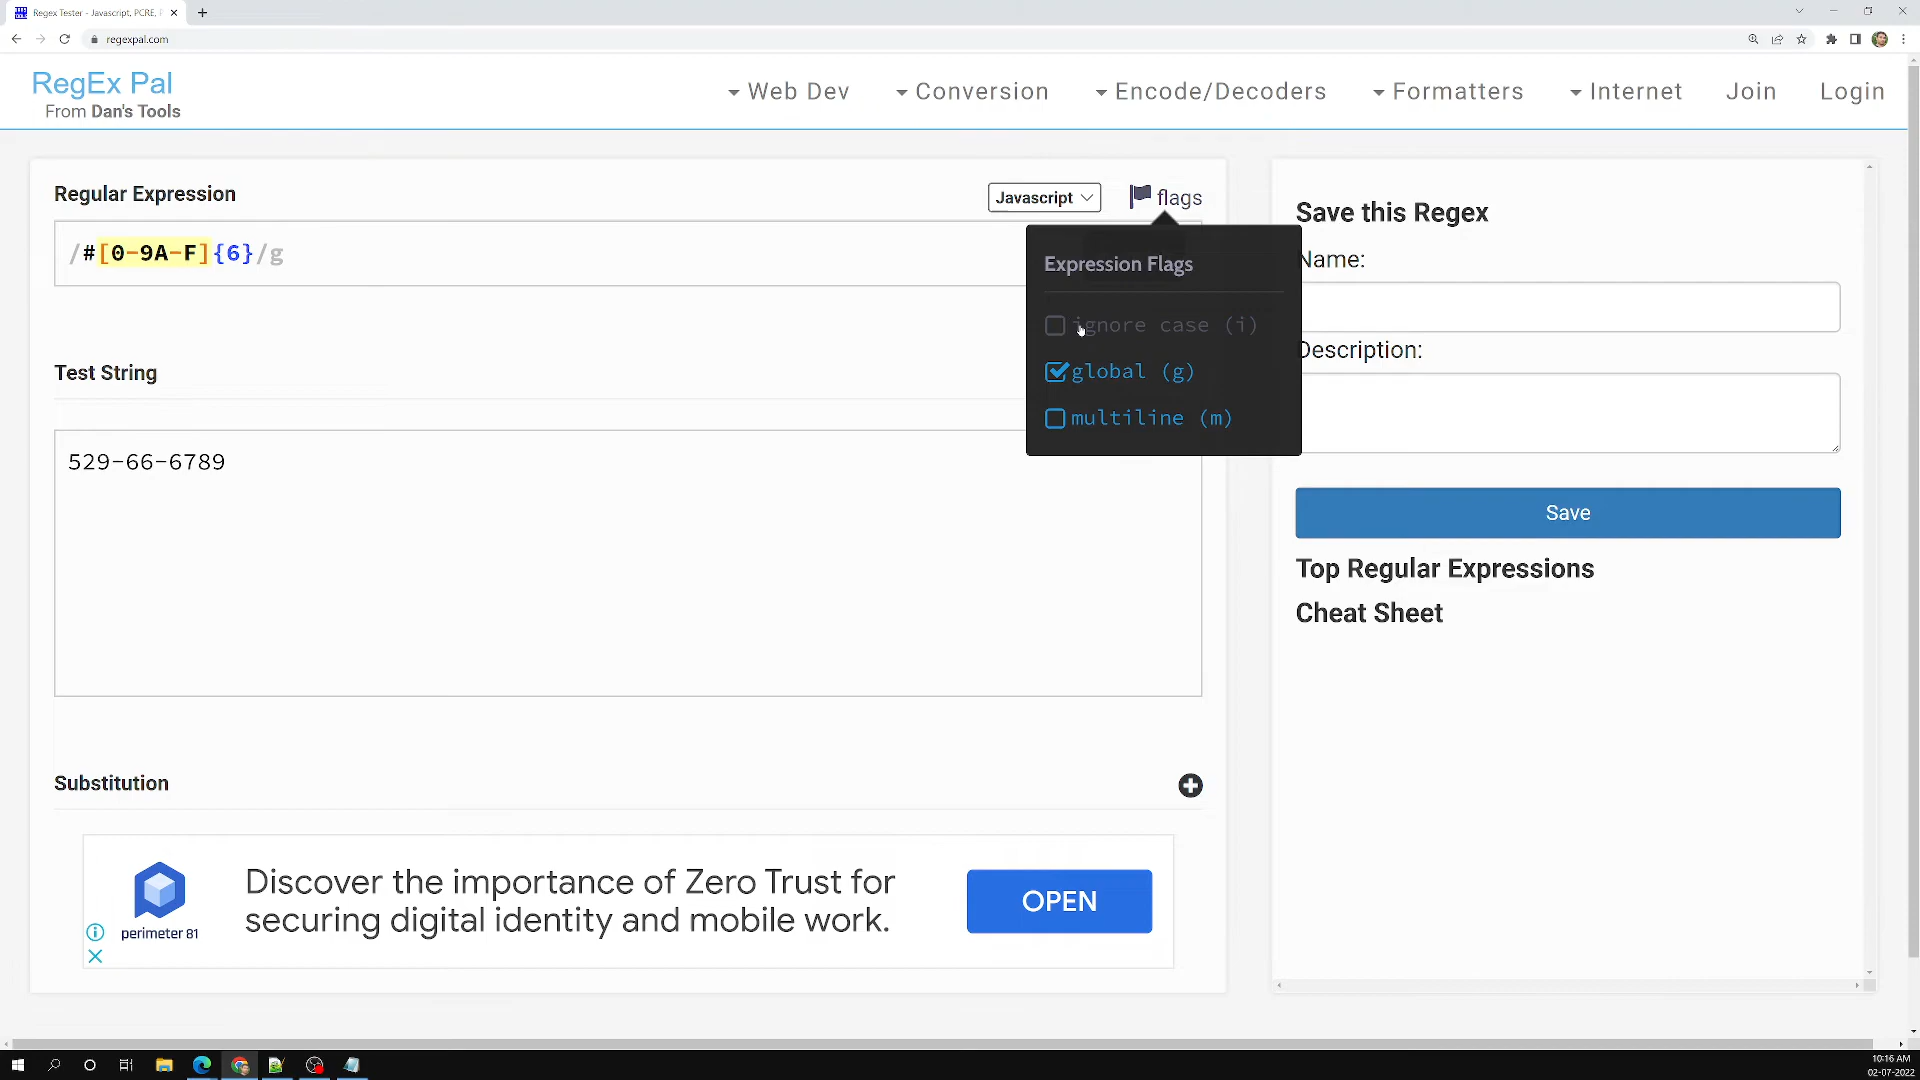 Regex Tester - Javascript, PCRE,
regexpal.com
RegEx Pal
From Dan's Tools
Web Dev
Conversion
Encode/Decoders
Formatters
Internet
Join
Login
Regular Expression
Javascript
flags
/#[0-9A-F]{6}/g
Expression Flags
ignore case (i)
global (g)
multiline (m)
Test String
529-66-6789
Substitution
perimeter 81
Discover the importance of Zero Trust for
securing digital identity and mobile work.
OPEN
Save this Regex
Name:
Description:
Save
Top Regular Expressions
Cheat Sheet
10:16 AM
02-07-2022